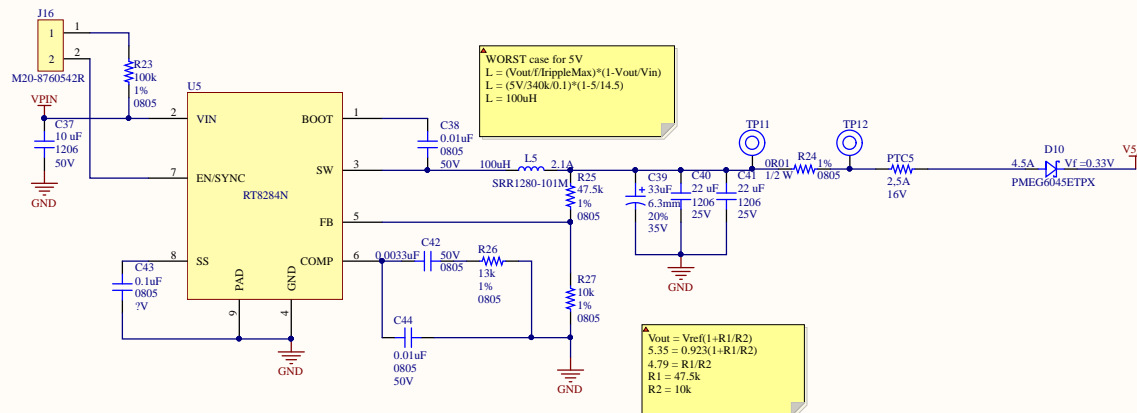 J16
1
1
2
2
M20-8760542R
R23
100k
1%
0805
VPIN
C37
10 uF
1206
50V
GND
U5
2
VIN
BOOT
1
C38
0.01uF
0805
50V
SW
3
7
EN/SYNC
RT8284N
FB
5
8
SS
COMP
6
PAD
GND
9
4
GND
C43
0.1uF
0805
?V
WORST case for 5V
L = (Vout/f/IrippleMax)*(1-Vout/Vin)
L = (5V/340k/0.1)*(1-5/14.5)
L = 100uH
100uH
L5
2.1A
SRR1280-101M
R25
47.5k
1%
0805
C42
0.0033uF
50V
0805
R26
13k
1%
0805
C44
0.01uF
0805
50V
R27
10k
1%
0805
GND
C39
33uF
6.3mm
20%
35V
C40
22 uF
1206
25V
C41
22 uF
1206
25V
GND
TP11
0R01
1/2 W
R24
1%
0805
TP12
PTC5
2,5A
16V
4.5A
D10
Vf =0.33V
PMEG6045ETPX
V5
Vout = Vref(1+R1/R2)
5.35 = 0.923(1+R1/R2)
4.79 = R1/R2
R1 = 47.5k
R2 = 10k